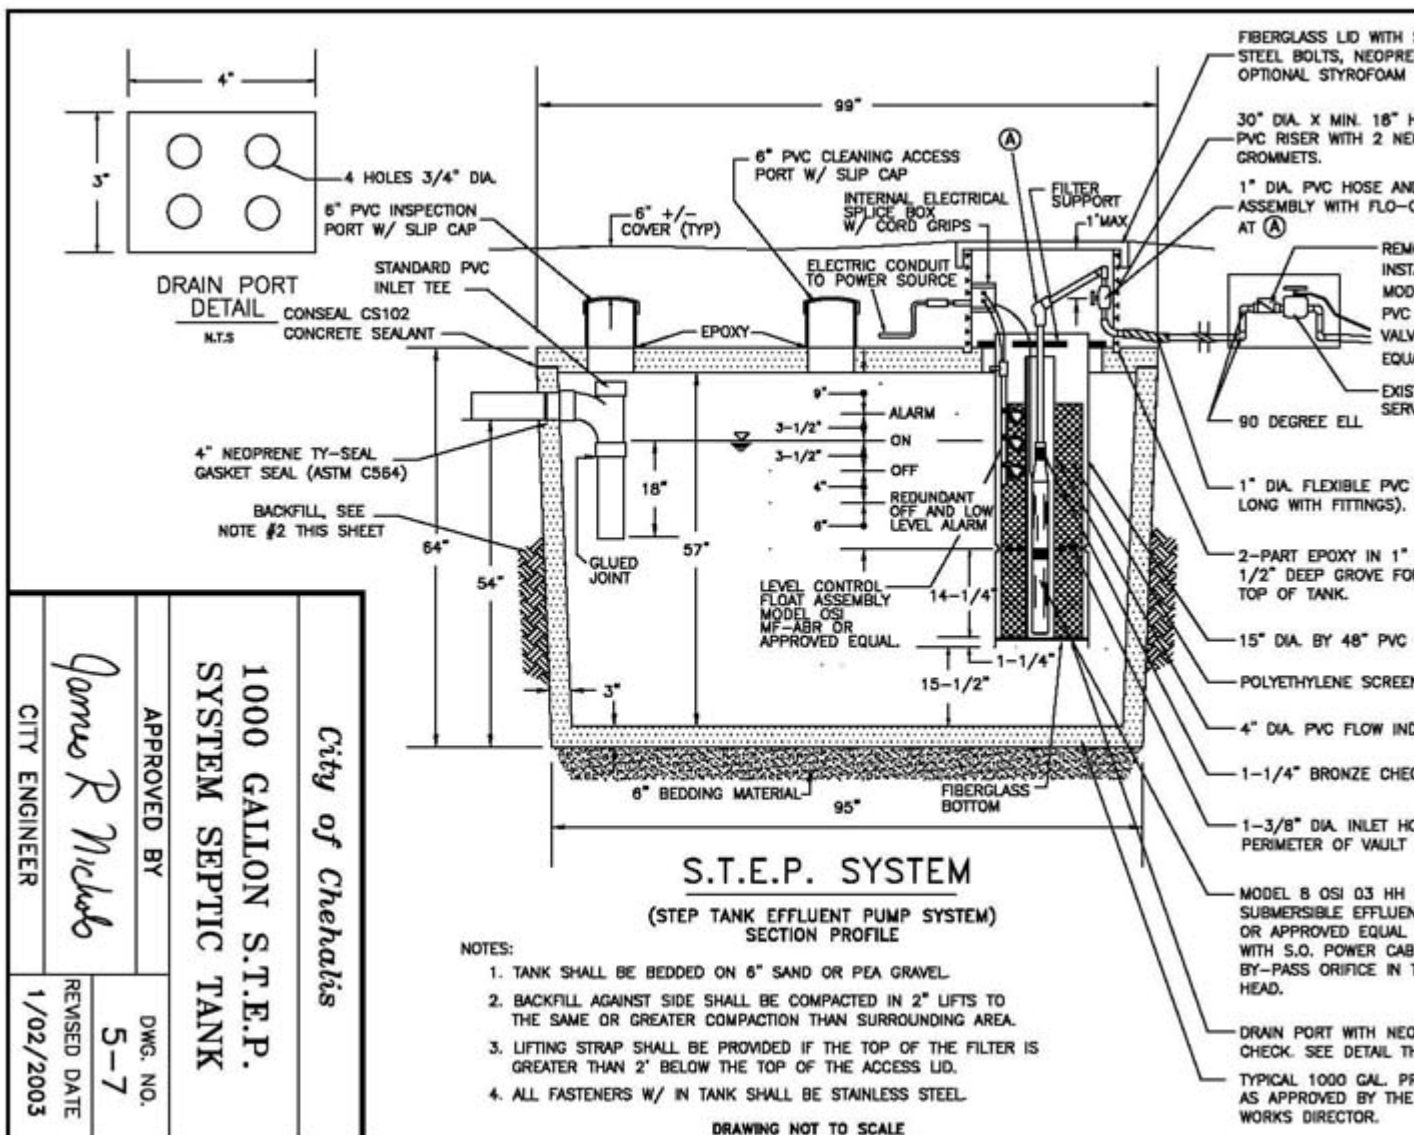 4"
3"
4 HOLES 3/4" DIA.
DRAIN PORT
DETAIL
N.T.S
6" PVC INSPECTION
PORT W/ SLIP CAP
STANDARD PVC
INLET TEE
CONSEAL CS102
CONCRETE SEALANT
4" NEOPRENE TY-SEAL
GASKET SEAL (ASTM C564)
BACKFILL, SEE
NOTE #2 THIS SHEET
99"
6" +/-
COVER (TYP)
6" PVC CLEANING ACCESS
PORT W/ SLIP CAP
INTERNAL ELECTRICAL
SPLICE BOX
W/ CORD GRIPS
A
FILTER
SUPPORT
1" MAX
ELECTRIC CONDUIT
TO POWER SOURCE
EPOXY
9"
ALARM
3-1/2"
ON
3-1/2"
OFF
4"
REDUNDANT
OFF AND LOW
LEVEL ALARM
6"
18"
GLUED
JOINT
57"
64"
54"
LEVEL CONTROL
FLOAT ASSEMBLY
MODEL OSI
MF-ABR OR
APPROVED EQUAL.
14-1/4"
1-1/4"
15-1/2"
3"
6" BEDDING MATERIAL
FIBERGLASS
BOTTOM
95"
FIBERGLASS LID WITH
STEEL BOLTS, NEOPRE
OPTIONAL STYROFOAM
30" DIA. X MIN. 18" H
PVC RISER WITH 2 NE
GROMMETS.
1" DIA. PVC HOSE AND
ASSEMBLY WITH FLO-C
AT A
REM
INST
MOD
PVC
VALV
EQUA
EXIS
SERV
90 DEGREE ELL
1" DIA. FLEXIBLE PVC
LONG WITH FITTINGS).
2-PART EPOXY IN 1"
1/2" DEEP GROVE FO
TOP OF TANK.
15" DIA. BY 48" PVC
POLYETHYLENE SCREEN
4" DIA. PVC FLOW IND
1-1/4" BRONZE CHEC
1-3/8" DIA. INLET HO
PERIMETER OF VAULT
MODEL 8 OSI 03 HH
SUBMERSIBLE EFFLUEN
OR APPROVED EQUAL
WITH S.O. POWER CAB
BY-PASS ORIFICE IN T
HEAD.
DRAIN PORT WITH NEO
CHECK. SEE DETAIL TH
TYPICAL 1000 GAL. PR
AS APPROVED BY THE
WORKS DIRECTOR.
S.T.E.P. SYSTEM
(STEP TANK EFFLUENT PUMP SYSTEM)
SECTION PROFILE
NOTES:
1. TANK SHALL BE BEDDED ON 6" SAND OR PEA GRAVEL.
2. BACKFILL AGAINST SIDE SHALL BE COMPACTED IN 2" LIFTS TO
THE SAME OR GREATER COMPACTION THAN SURROUNDING AREA.
3. LIFTING STRAP SHALL BE PROVIDED IF THE TOP OF THE FILTER IS
GREATER THAN 2' BELOW THE TOP OF THE ACCESS LID.
4. ALL FASTENERS W/ IN TANK SHALL BE STAINLESS STEEL.
DRAWING NOT TO SCALE
City of Chehalis
1000 GALLON S.T.E.P.
SYSTEM SEPTIC TANK
APPROVED BY
James R Nichols
CITY ENGINEER
DWG. NO.
5-7
REVISED DATE
1/02/2003